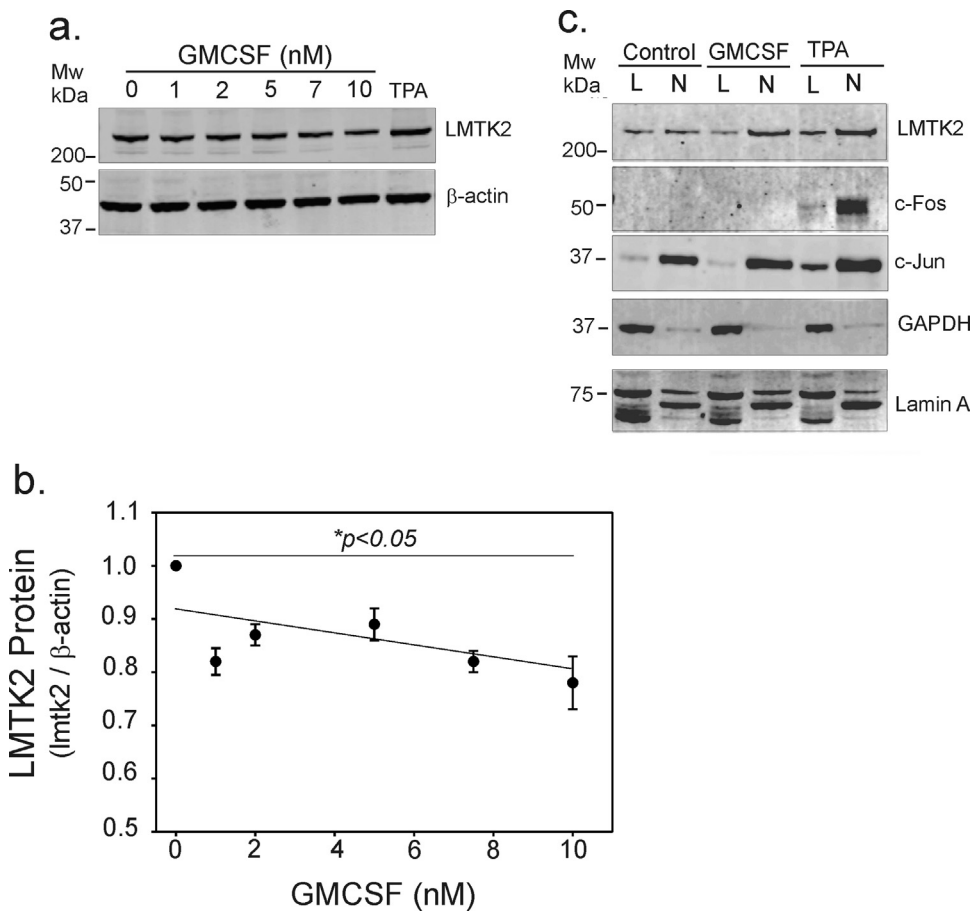 a.
GMCSF (nM)
Mw
kDa
0 1 2 5 7 10 TPA
LMTK2
200
50
β-actin
37
c.
Control GMCSF TPA
Mw
kDa
L N L N L N
LMTK2
200
50
c-Fos
37
c-Jun
37
GAPDH
75
Lamin A
b.
LMTK2 Protein
(lmtk2 / β-actin)
1.1
1.0
0.9
0.8
0.7
0.6
0.5
*p<0.05
0 2 4 6 8 10
GMCSF (nM)